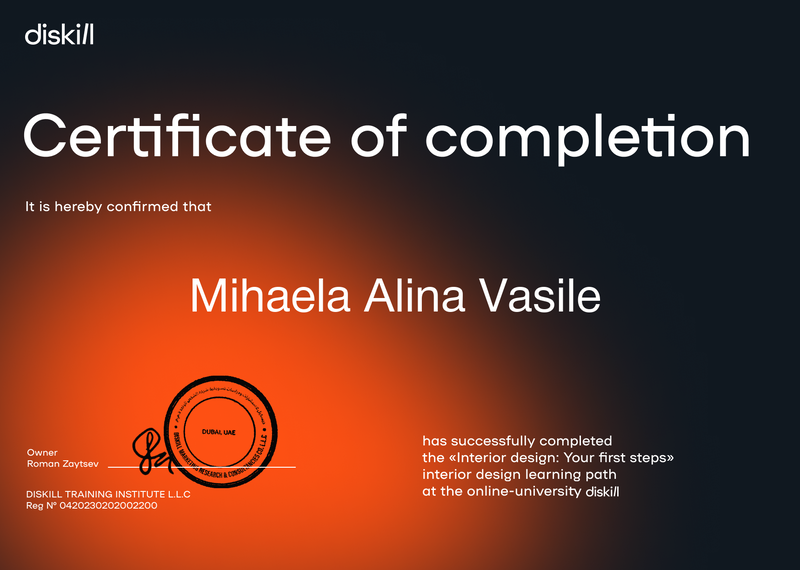 diskill
Certificate of completion
It is hereby confirmed that
Mihaela Alina Vasile
DUBAI, UAE
DISKILL MARKETING RESEARCH & CONSULTANCIES CO. L.L.C
has successfully completed
the «Interior design: Your first steps»
interior design learning path
at the online-university diskill
Owner
Roman Zaytsev
DISKILL TRAINING INSTITUTE L.L.C
Reg Nº 0420230202002200